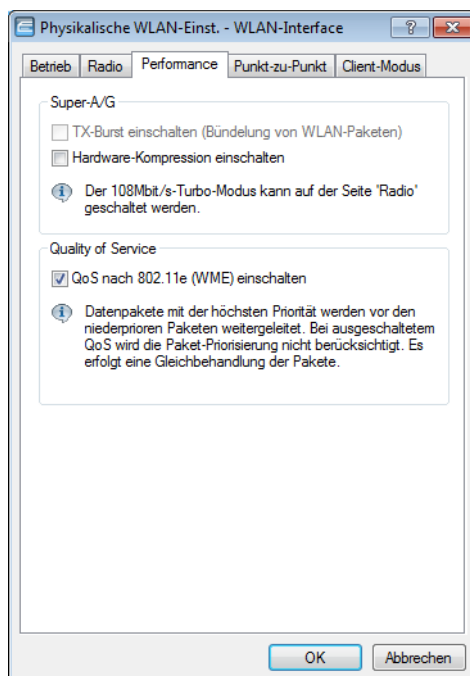 Physikalische WLAN-Einst. - WLAN-Interface
Betrieb Radio Performance Punkt-zu-Punkt Client-Modus
Super-A/G
TX-Burst einschalten (Bündelung von WLAN-Paketen)
Hardware-Kompression einschalten
Der 108Mbit/s-Turbo-Modus kann auf der Seite 'Radio'
geschaltet werden.
Quality of Service
QoS nach 802.11e (WME) einschalten
Datenpakete mit der höchsten Priorität werden vor den
niederprioren Paketen weitergeleitet. Bei ausgeschaltetem
QoS wird die Paket-Priorisierung nicht berücksichtigt. Es
erfolgt eine Gleichbehandlung der Pakete.
OK Abbrechen